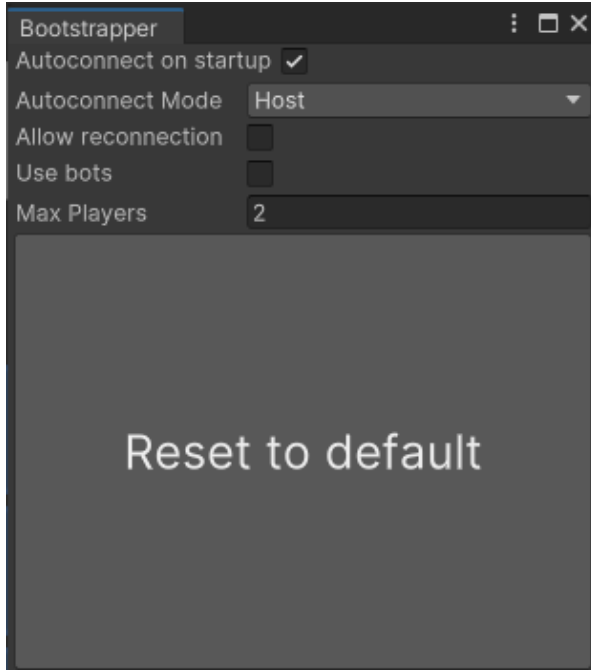 Bootstrapper
Autoconnect on startup
Autoconnect Mode Host
Allow reconnection
Use bots
Max Players 2
Reset to default